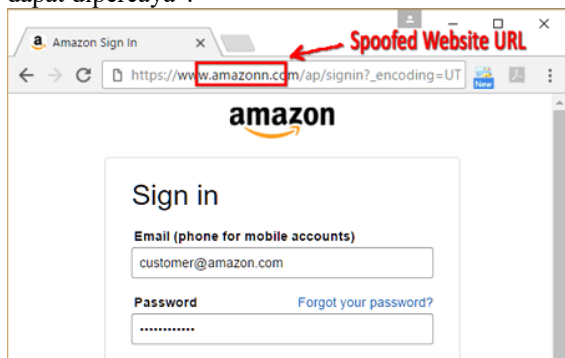 dapat dipercaya .
a Amazon Sign In
Spoofed Website URL
https://www.amazonn.com/ap/signin?_encoding=UT
New
amazon
Sign in
Email (phone for mobile accounts)
customer@amazon.com
Password Forgot your password?
••••••••••••